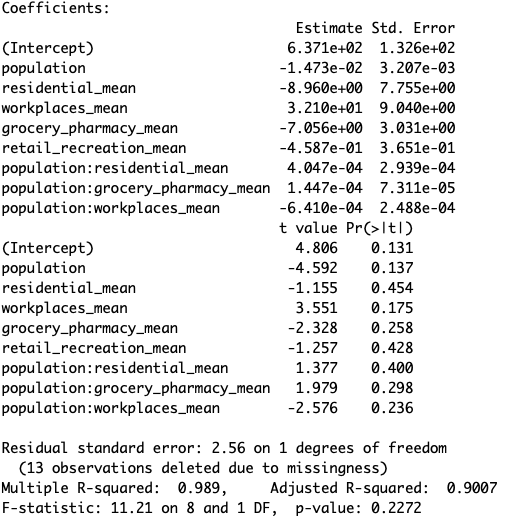 Coefficients:
Estimate Std. Error
(Intercept) 6.371e+02 1.326e+02
population -1.473e-02 3.207e-03
residential_mean -8.960e+00 7.755e+00
workplaces_mean 3.210e+01 9.040e+00
grocery_pharmacy_mean -7.056e+00 3.031e+00
retail_recreation_mean -4.587e-01 3.651e-01
population:residential_mean 4.047e-04 2.939e-04
population:grocery_pharmacy_mean 1.447e-04 7.311e-05
population:workplaces_mean -6.410e-04 2.488e-04
t value Pr(>|t|)
(Intercept) 4.806 0.131
population -4.592 0.137
residential_mean -1.155 0.454
workplaces_mean 3.551 0.175
grocery_pharmacy_mean -2.328 0.258
retail_recreation_mean -1.257 0.428
population:residential_mean 1.377 0.400
population:grocery_pharmacy_mean 1.979 0.298
population:workplaces_mean -2.576 0.236
Residual standard error: 2.56 on 1 degrees of freedom
(13 observations deleted due to missingness)
Multiple R-squared: 0.989, Adjusted R-squared: 0.9007
F-statistic: 11.21 on 8 and 1 DF, p-value: 0.2272